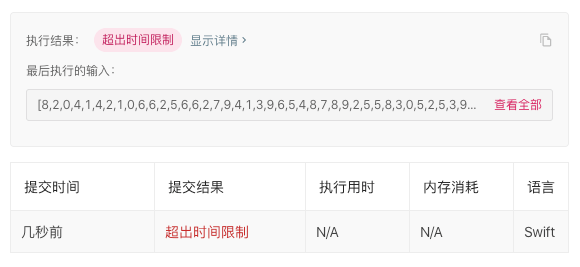 执行结果： 超出时间限制 显示详情 >
最后执行的输入：
[8,2,0,4,1,4,2,1,0,6,6,2,5,6,6,2,7,9,4,1,3,9,6,5,4,8,7,8,9,2,5,5,8,3,0,5,2,5,3,9... 查看全部
提交时间 提交结果 执行用时 内存消耗 语言
几秒前 超出时间限制 N/A N/A Swift